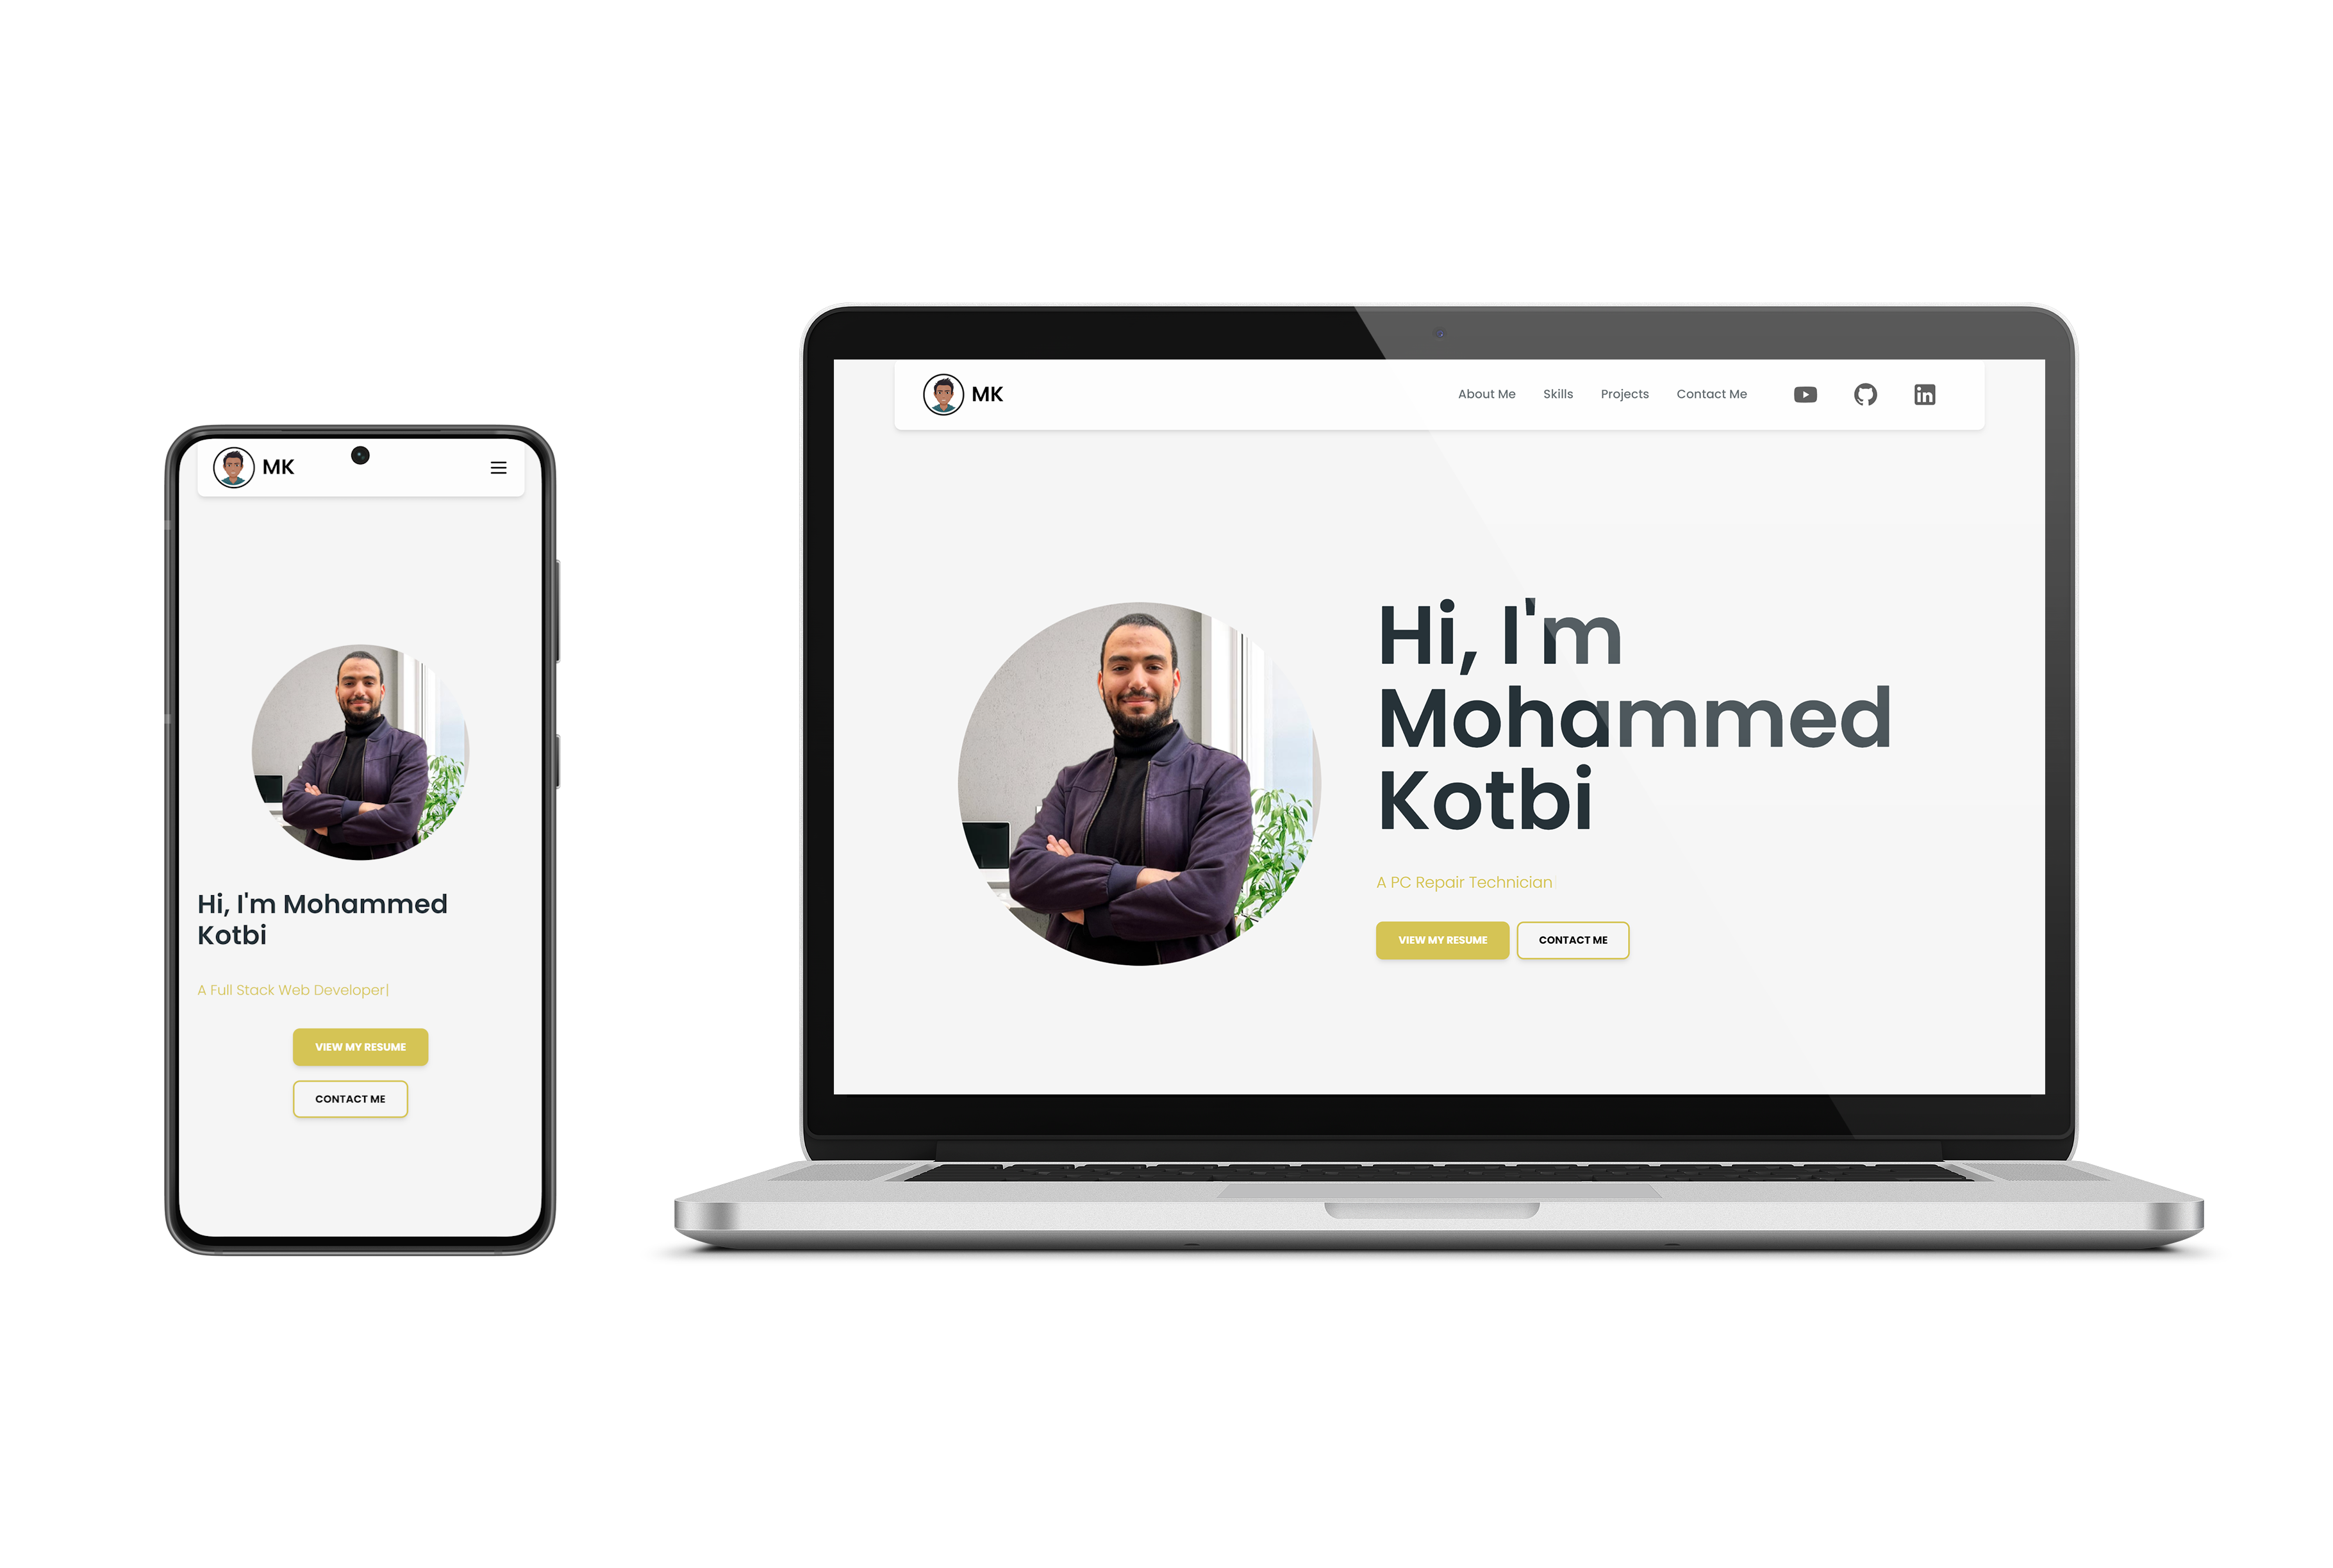 MK
Hi, I'm Mohammed
Kotbi
A Full Stack Web Developer|
VIEW MY RESUME
CONTACT ME
MK
About Me Skills Projects Contact Me
Hi, I'm
Mohammed
Kotbi
A PC Repair Technician
VIEW MY RESUME CONTACT ME